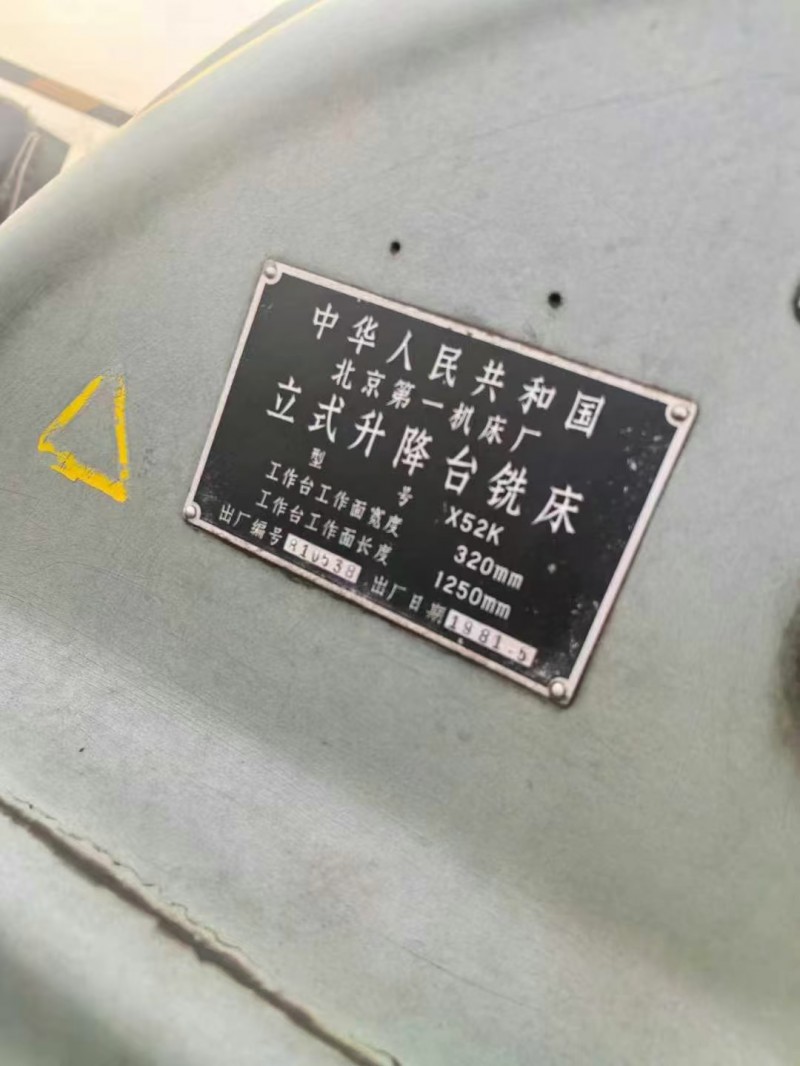 中华人民共和国
北京第一机床厂
立式升降台铣床
型号 X52K
工作台工作面宽度 320mm
工作台工作面长度 1250mm
出厂编号 810538 出厂日期 1981.5